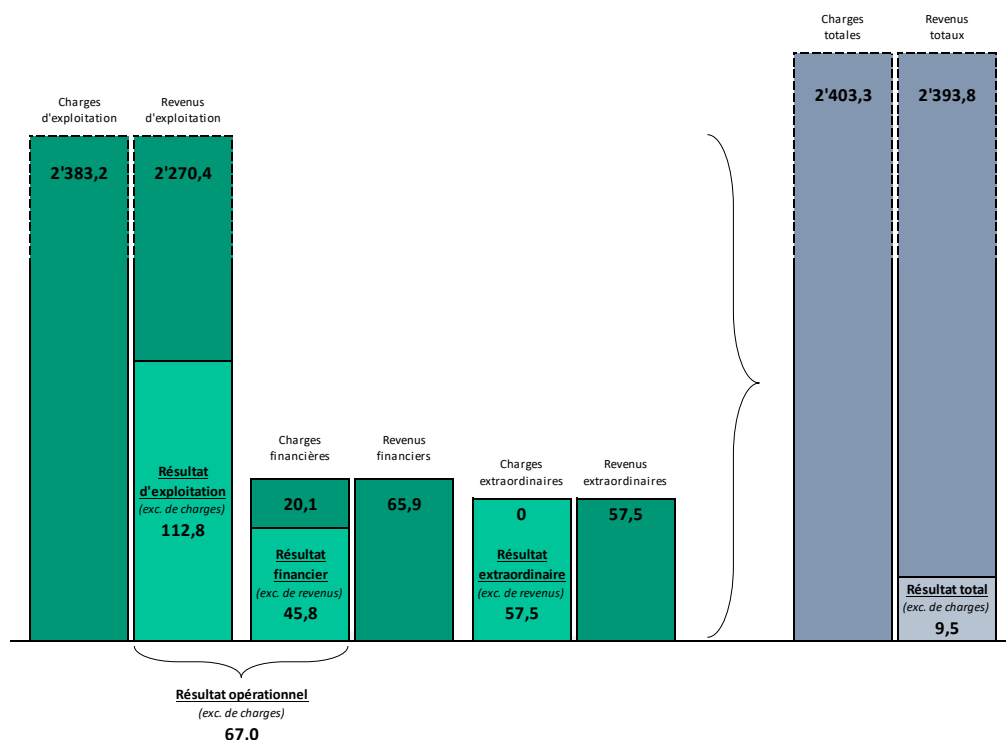 Charges
totales
Revenus
totaux
2'403,3
2'393,8
Charges
d'exploitation
Revenus
d'exploitation
2'383,2
2'270,4
Résultat
d'exploitation
(exc. de charges)
112,8
Charges
financières
Revenus
financiers
20,1
65,9
Résultat
financier
(exc. de revenus)
45,8
Charges
extraordinaires
Revenus
extraordinaires
0
57,5
Résultat
extraordinaire
(exc. de revenus)
57,5
Résultat total
(exc. de charges)
9,5
Résultat opérationnel
(exc. de charges)
67,0